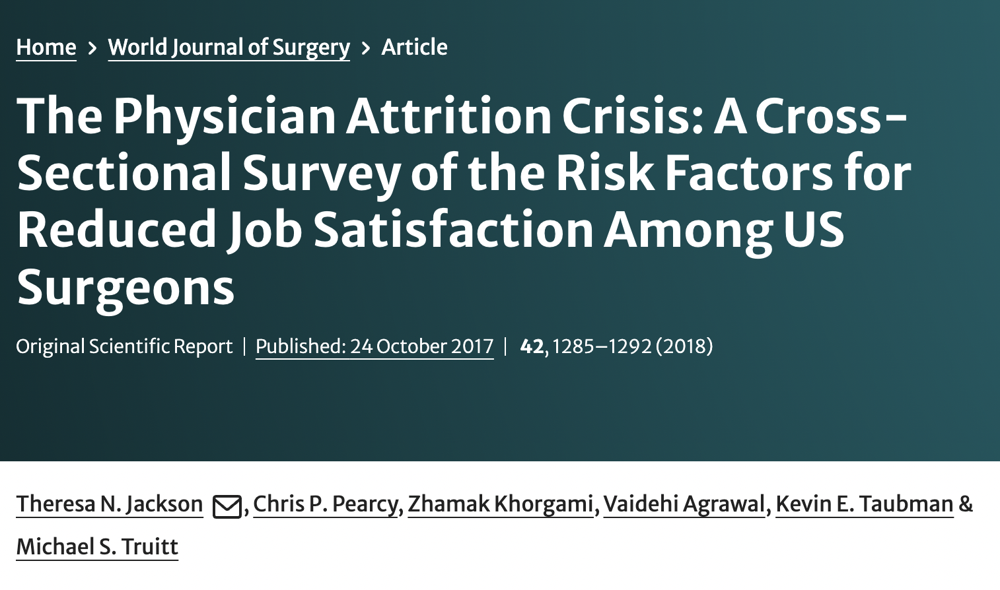 Home > World Journal of Surgery > Article
The Physician Attrition Crisis: A Cross-
Sectional Survey of the Risk Factors for
Reduced Job Satisfaction Among US
Surgeons
Original Scientific Report | Published: 24 October 2017 | 42, 1285–1292 (2018)
Theresa N. Jackson, Chris P. Pearcy, Zhamak Khorgami, Vaidehi Agrawal, Kevin E. Taubman &
Michael S. Truitt